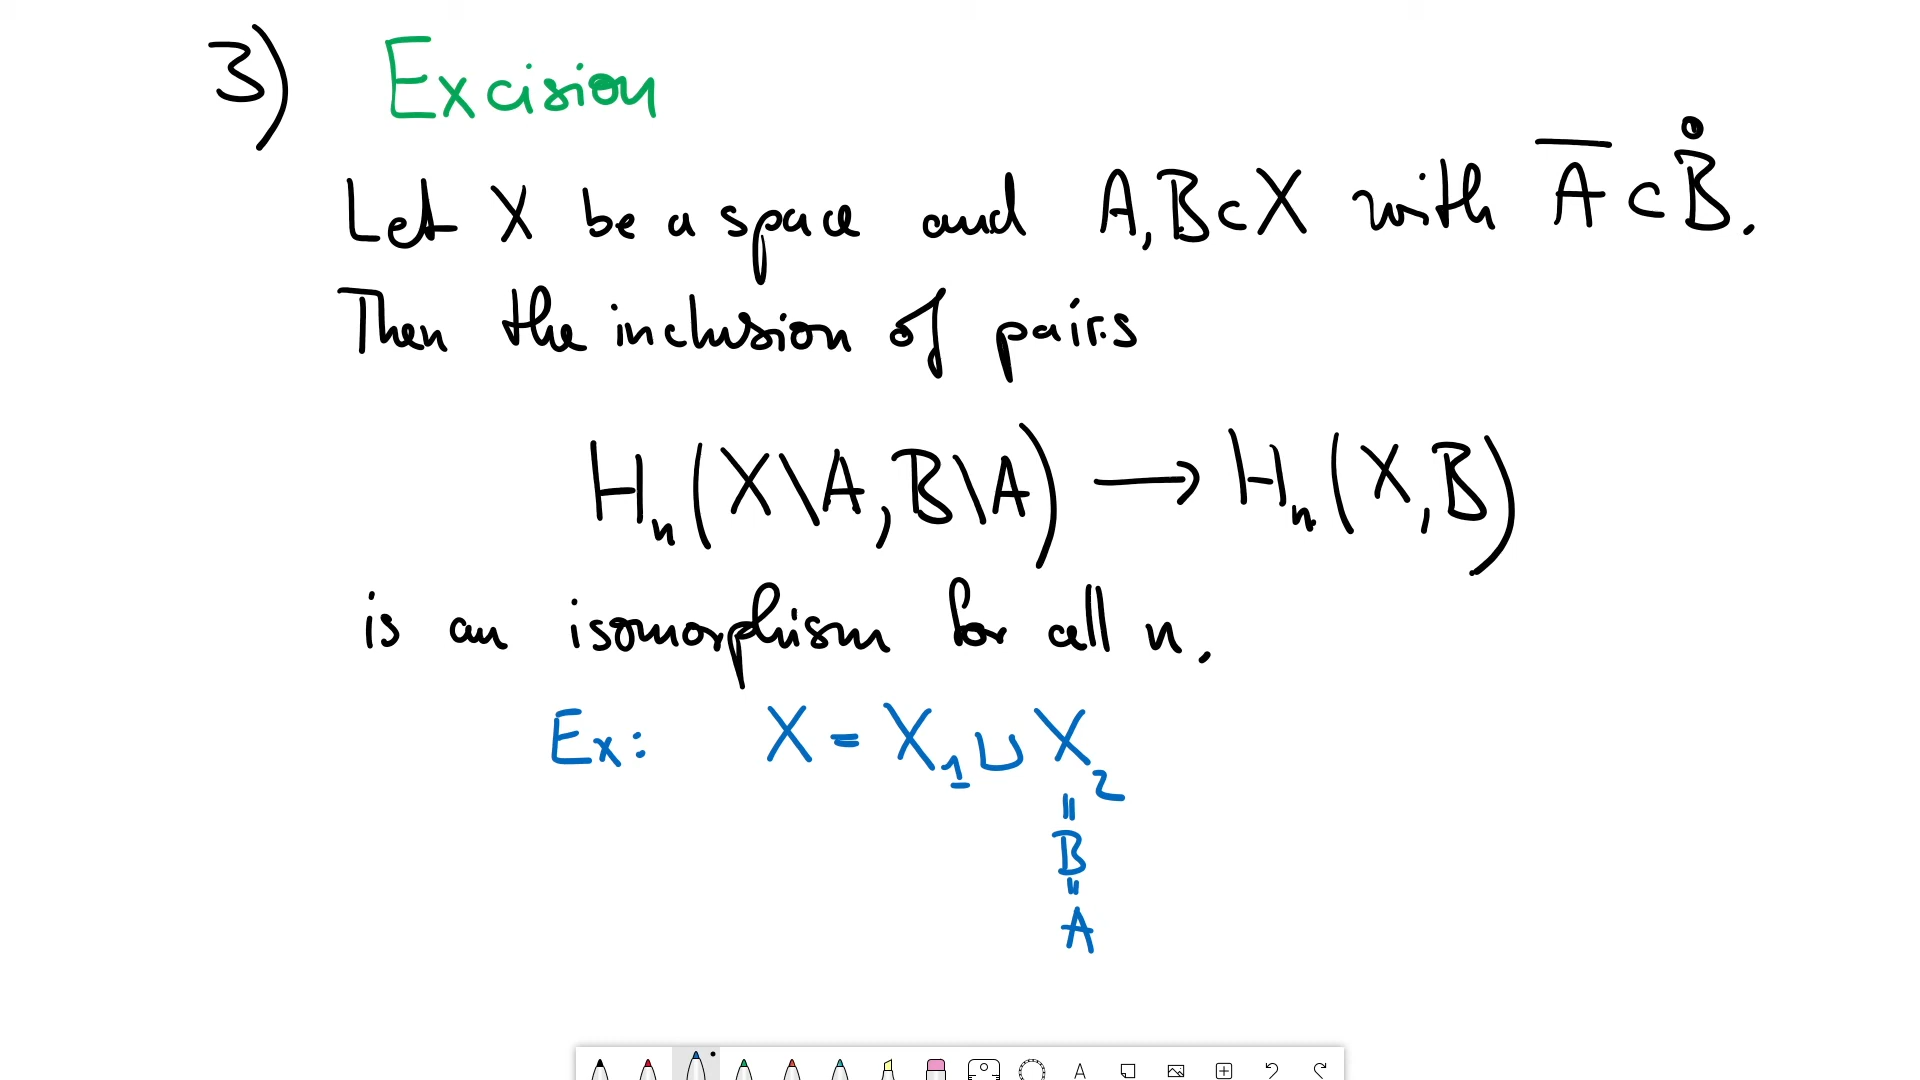 3) Excision
Let X be a space and A,B⊂X with A̅ ⊂ B̊.
Then the inclusion of pairs
Hₙ(X\A,B\A) → Hₙ(X,B)
is an isomorphism for all n.
Ex: X = X₁ ⊔ X₂
=
B
=
A
A